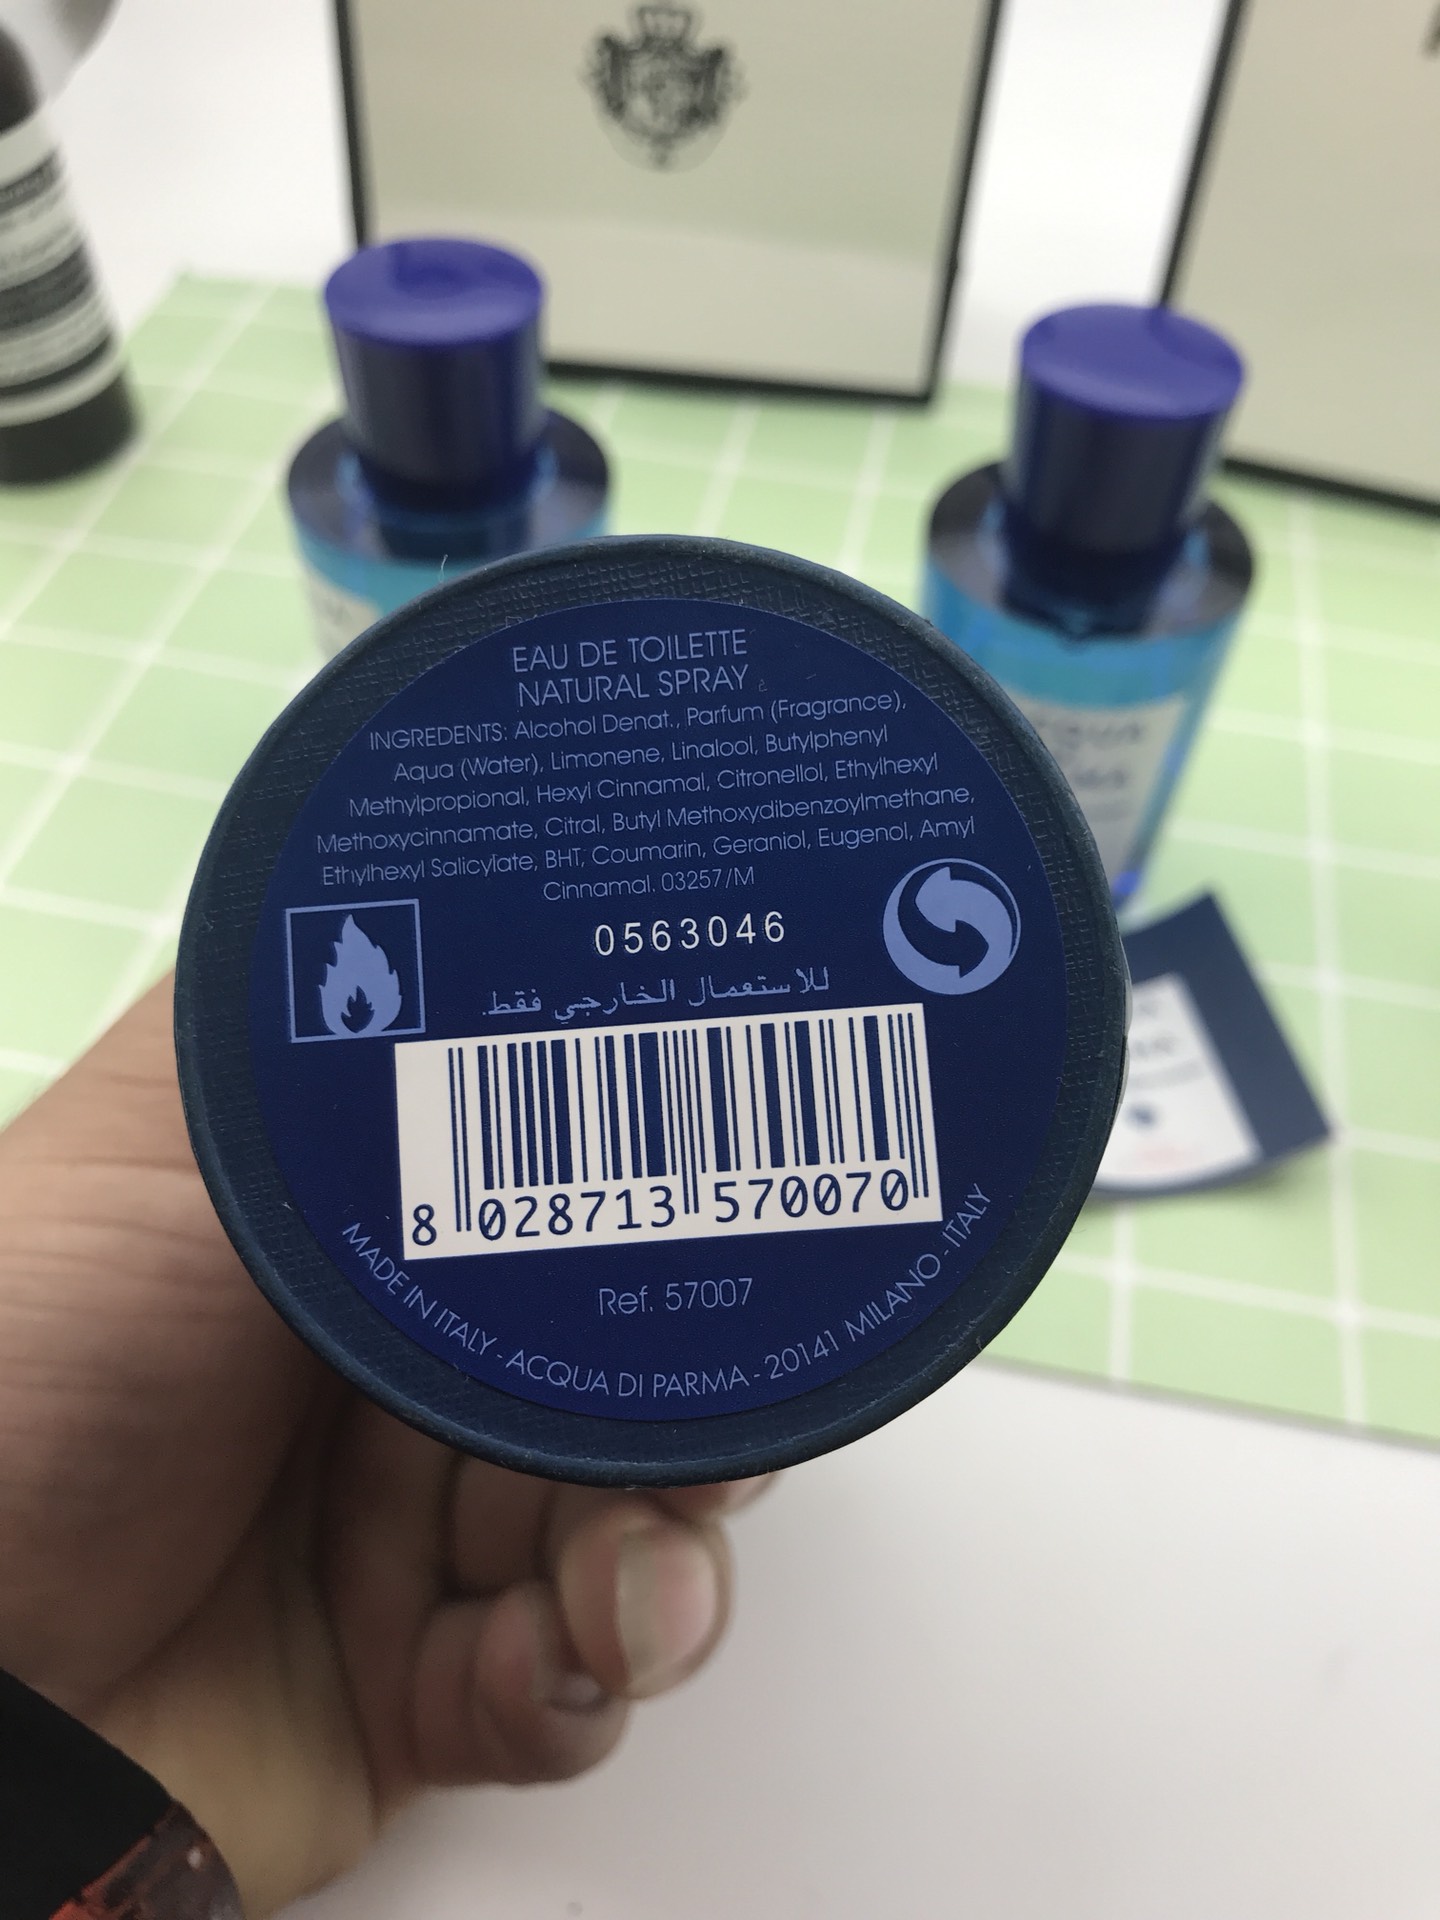 EAU DE TOILETTE
NATURAL SPRAY
INGREDIENTS: Alcohol Denat., Parfum (Fragrance),
Aqua (Water), Limonene, Linalool, Butylphenyl
Methylpropional, Hexyl Cinnamal, Citronellol, Ethylhexyl
Methoxycinnamate, Citral, Butyl Methoxydibenzoylmethane,
Ethylhexyl Salicylate, BHT, Coumarin, Geraniol, Eugenol, Amyl
Cinnamal. 03257/M
0563046
للاستعمال الخارجي فقط.
8 028713 570070
Ref. 57007
MADE IN ITALY - ACQUA DI PARMA - 20141 MILANO - ITALY